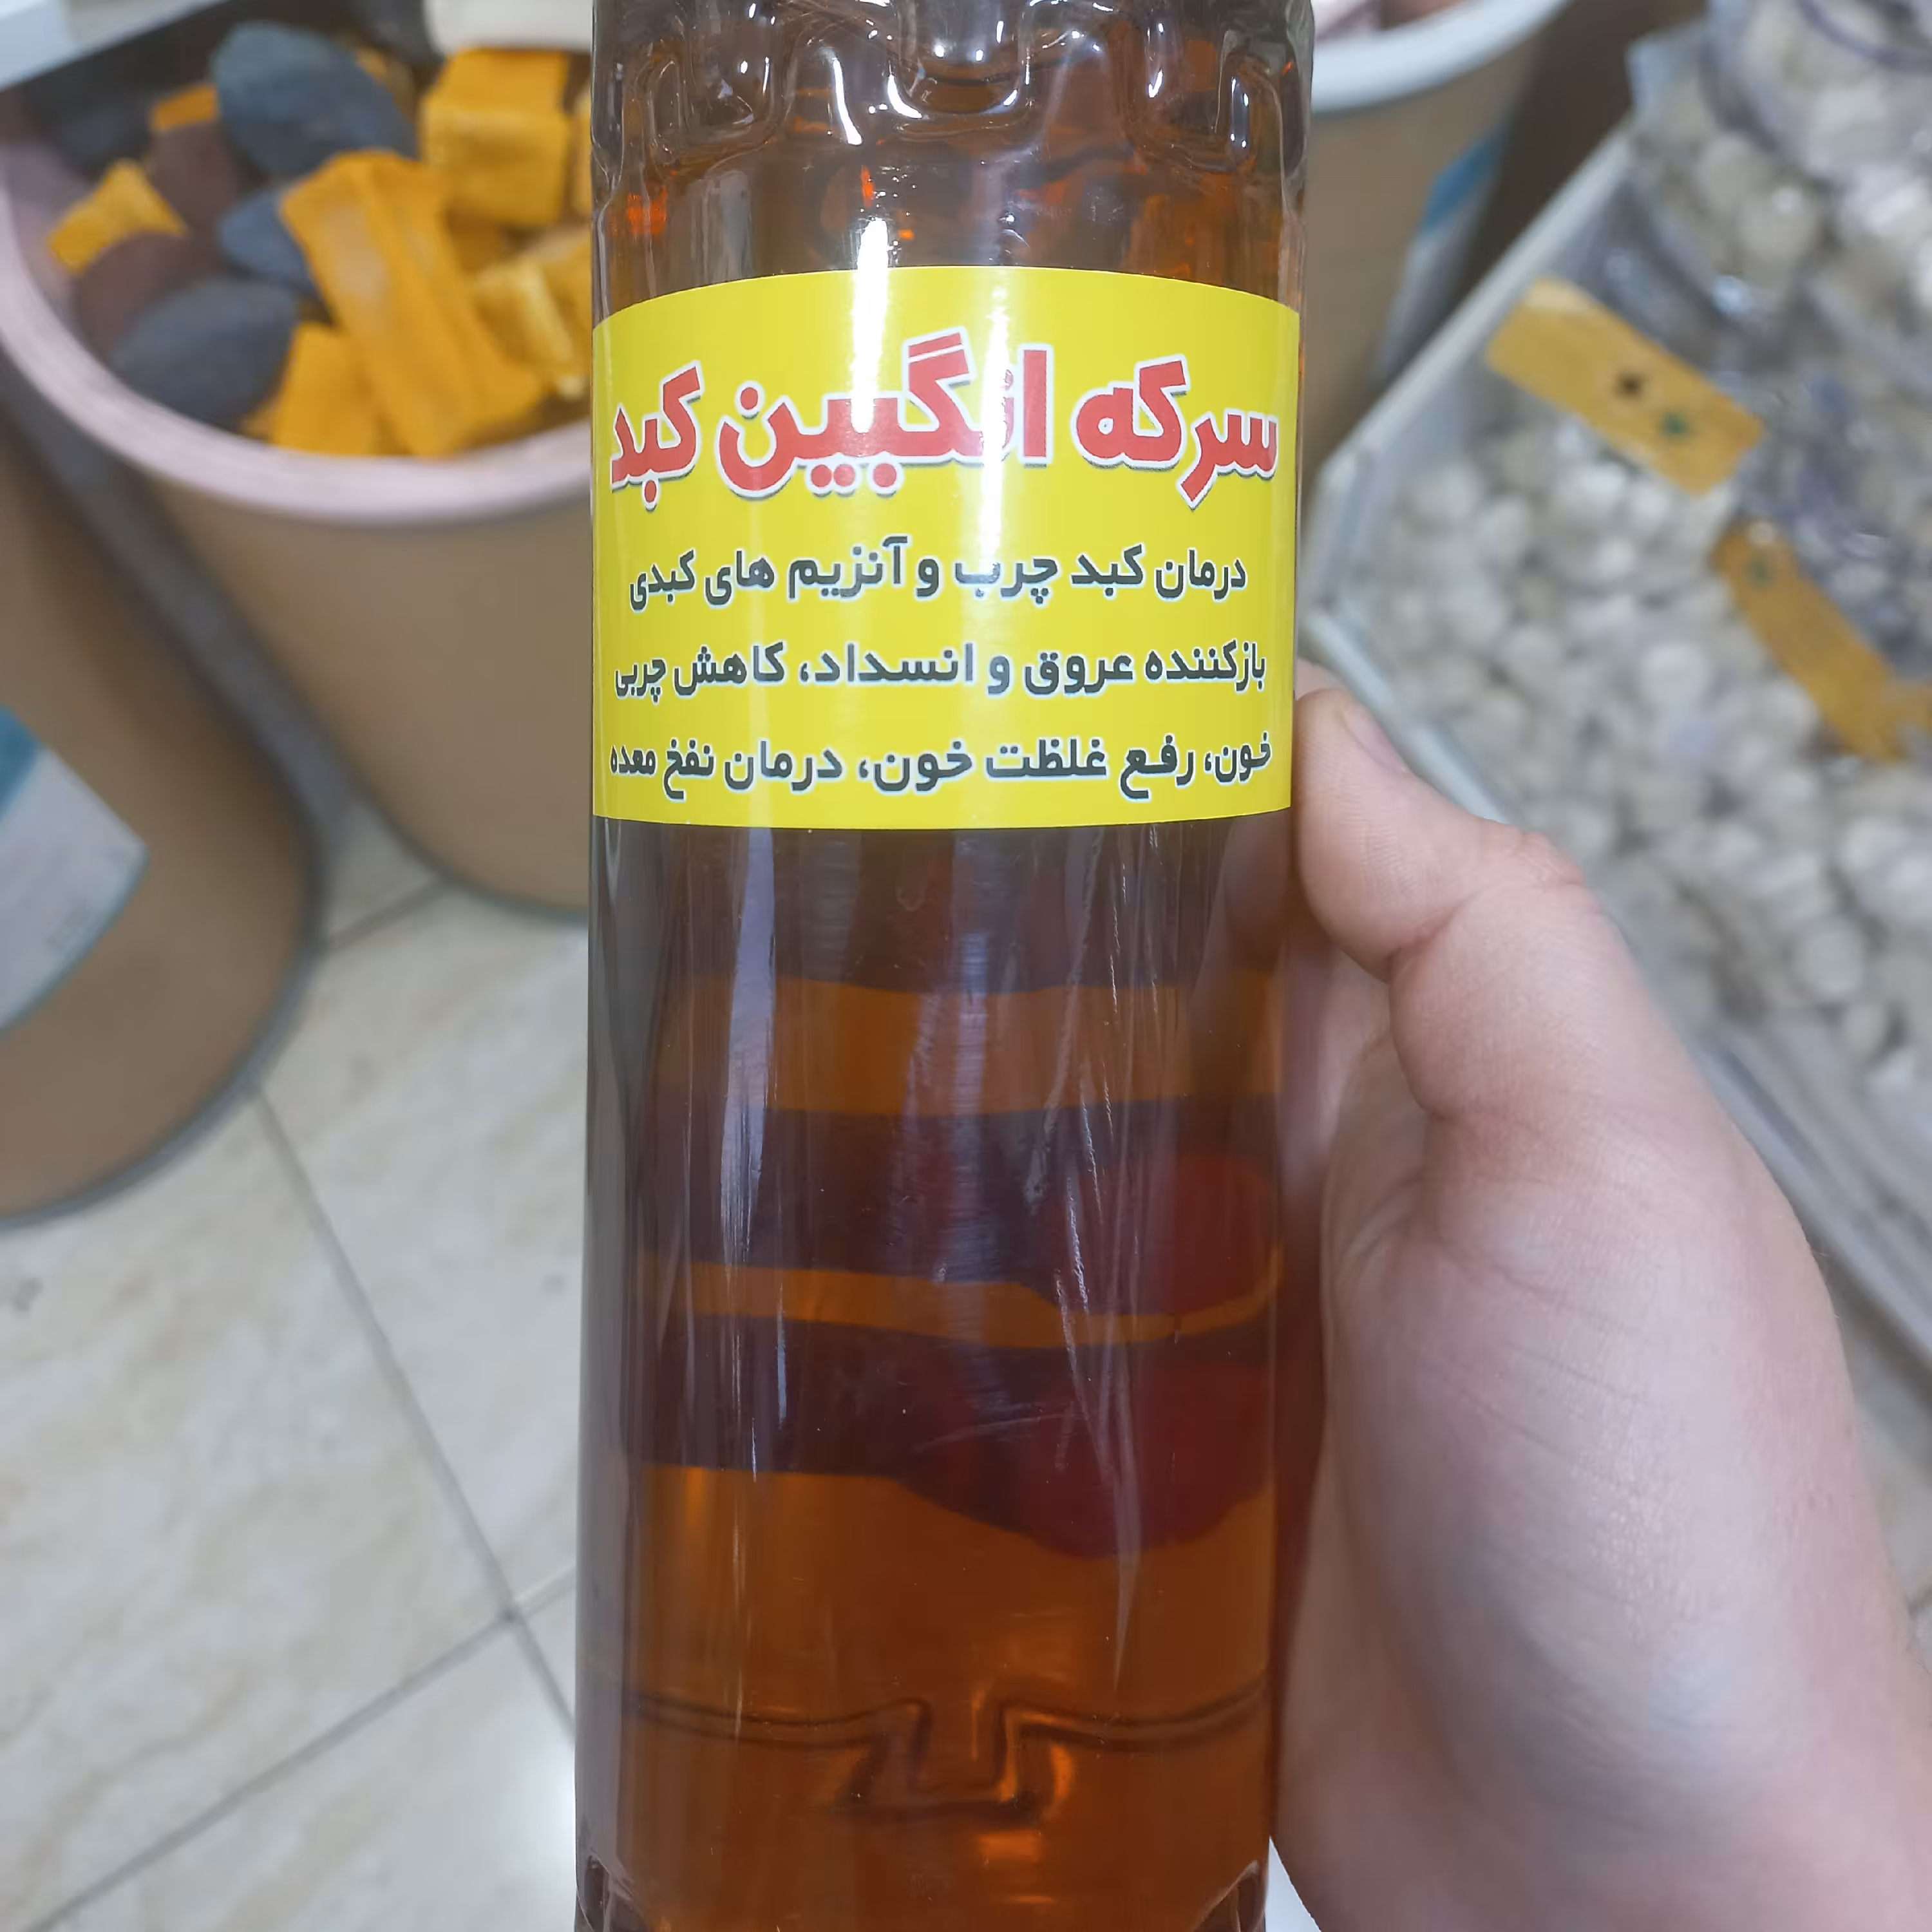 سرکه انگبین کبد
درمان کبد چرب و آنزیم های کبدی
بازکننده عروق و انسداد، کاهش چربی
خون، رفع غلظت خون، درمان نفخ معده